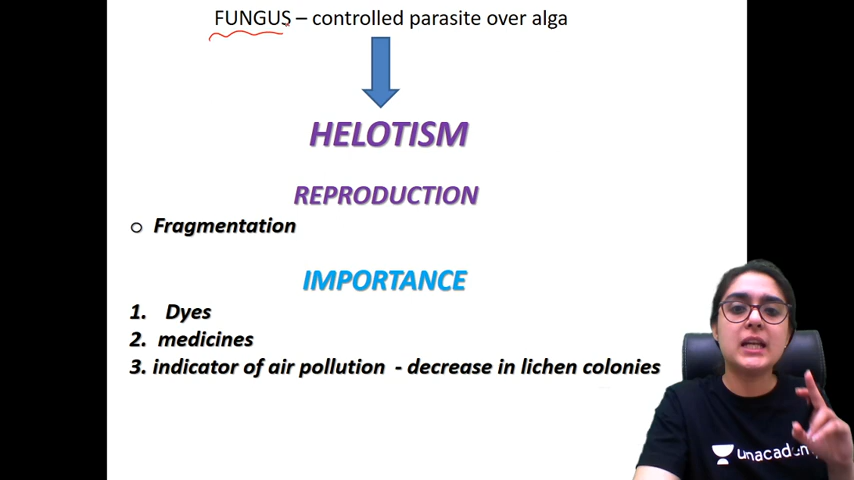 FUNGUS – controlled parasite over alga
HELOTISM
REPRODUCTION
o Fragmentation
IMPORTANCE
1. Dyes
2. medicines
3. indicator of air pollution - decrease in lichen colonies
unacademy